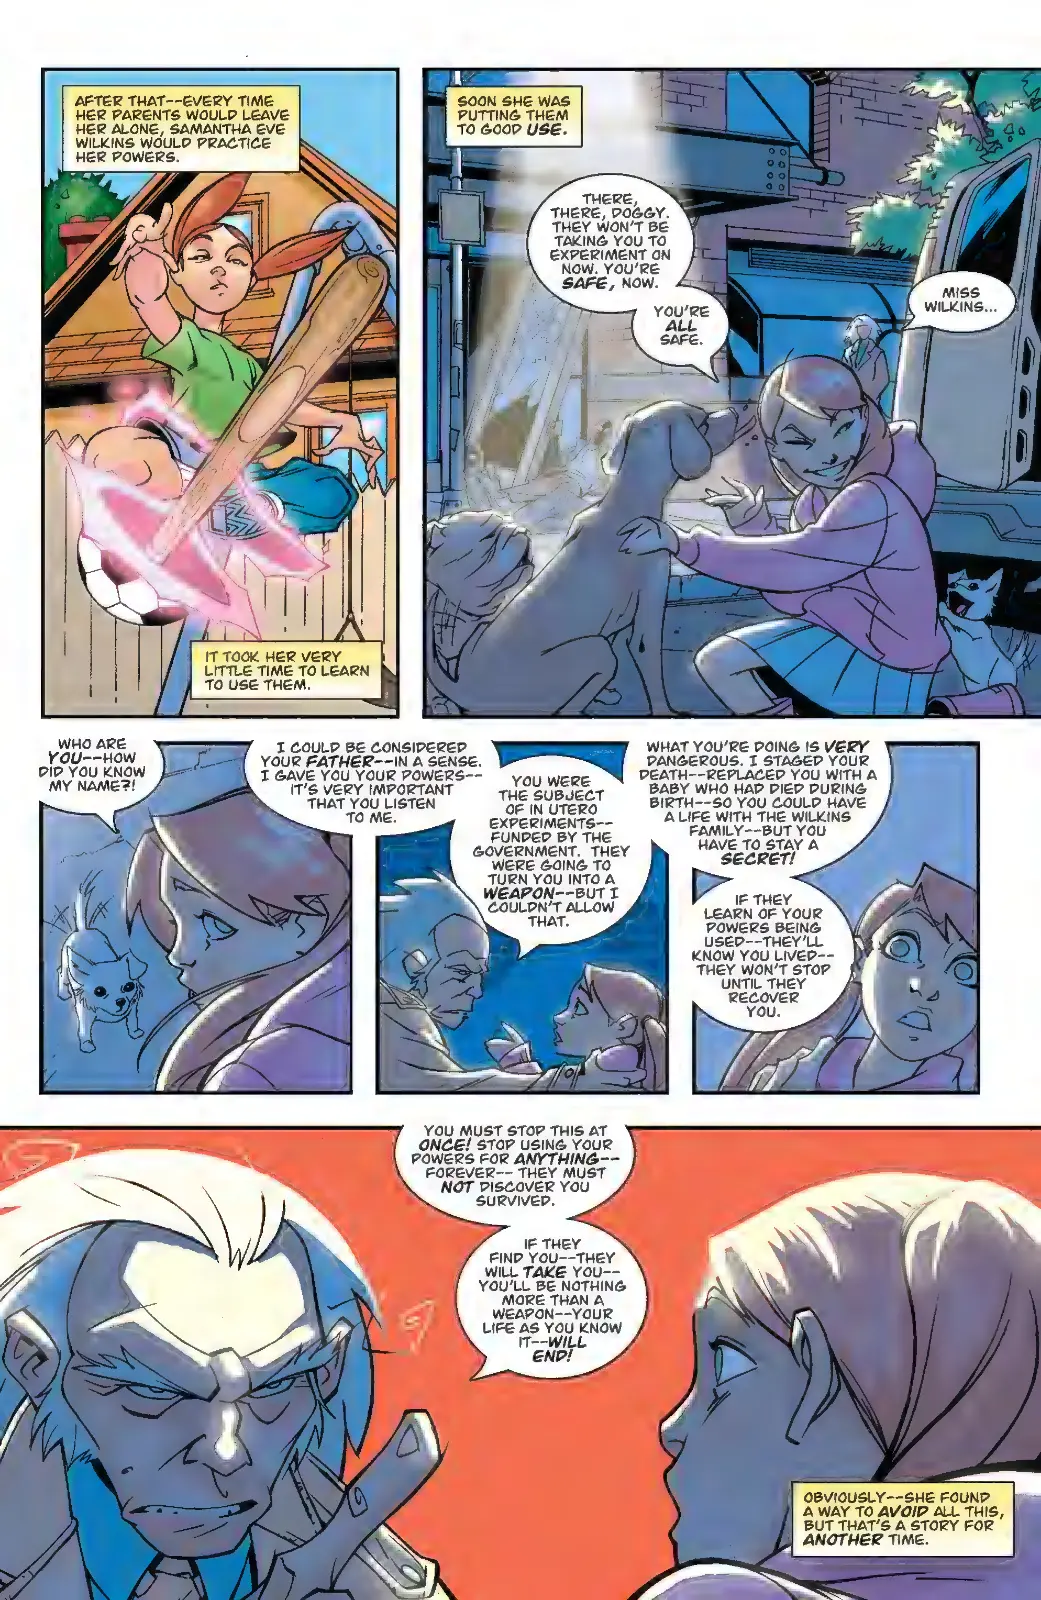 AFTER THAT--EVERY TIME
HER PARENTS WOULD LEAVE
HER ALONE, SAMANTHA EVE
WILKINS WOULD PRACTICE
HER POWERS.
IT TOOK HER VERY
LITTLE TIME TO LEARN
TO USE THEM.
SOON SHE WAS
PUTTING THEM
TO GOOD USE.
THERE,
THERE, DOGGY.
THEY WON'T BE
TAKING YOU TO
EXPERIMENT ON
NOW. YOU'RE
SAFE, NOW.
YOU'RE
ALL
SAFE.
MISS
WILKINS...
WHO ARE
YOU--HOW
DID YOU KNOW
MY NAME?!
I COULD BE CONSIDERED
YOUR FATHER--IN A SENSE.
I GAVE YOU YOUR POWERS--
IT'S VERY IMPORTANT
THAT YOU LISTEN
TO ME.
YOU WERE
THE SUBJECT
OF IN UTERO
EXPERIMENTS--
FUNDED BY THE
GOVERNMENT. THEY
WERE GOING TO
TURN YOU INTO A
WEAPON--BUT I
COULDN'T ALLOW
THAT.
WHAT YOU'RE DOING IS VERY
DANGEROUS. I STAGED YOUR
DEATH--REPLACED YOU WITH A
BABY WHO HAD DIED DURING
BIRTH--SO YOU COULD HAVE
A LIFE WITH THE WILKINS
FAMILY--BUT YOU
HAVE TO STAY A
SECRET!
IF THEY
LEARN OF YOUR
POWERS BEING
USED--THEY'LL
KNOW YOU LIVED--
THEY WON'T STOP
UNTIL THEY
RECOVER
YOU.
YOU MUST STOP THIS AT
ONCE! STOP USING YOUR
POWERS FOR ANYTHING--
FOREVER-- THEY MUST
NOT DISCOVER YOU
SURVIVED.
IF THEY
FIND YOU--THEY
WILL TAKE YOU--
YOU'LL BE NOTHING
MORE THAN A
WEAPON--YOUR
LIFE AS YOU KNOW
IT--WILL
END!
OBVIOUSLY--SHE FOUND
A WAY TO AVOID ALL THIS,
BUT THAT'S A STORY FOR
ANOTHER TIME.